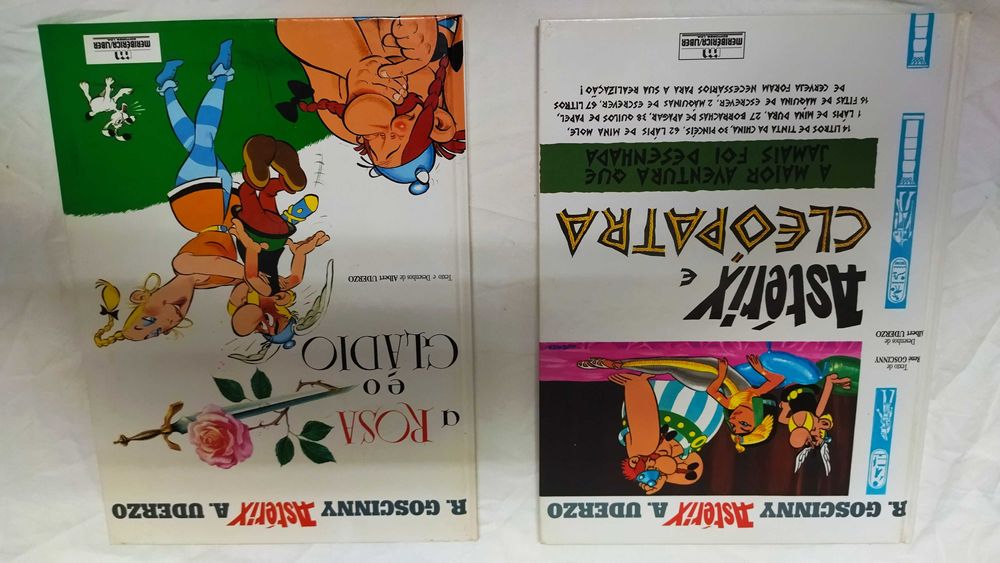 R. GOSCINNY Astérix A. UDERZO
Texto de
René GOSCINNY
Desenhos de
Albert UDERZO
Astérix e
CLEÓPATRA
A MAIOR AVENTURA QUE
JAMAIS FOI DESENHADA
14 LITROS DE TINTA DA CHINA, 30 PINCÉIS, 62 LÁPIS DE MINA MOLE,
1 LÁPIS DE MINA DURA, 27 BORRACHAS DE APAGAR, 38 QUILOS DE PAPEL,
16 FITAS DE MÁQUINA DE ESCREVER, 2 MÁQUINAS DE ESCREVER, 67 LITROS
DE CERVEJA FORAM NECESSÁRIOS PARA A SUA REALIZAÇÃO!
MERIBÉRICA/LIBER
EDITORES LDA.
R. GOSCINNY Astérix A. UDERZO
a ROSA
é o
GLÁDIO
Texto e Desenhos de Albert UDERZO
MERIBÉRICA/LIBER
EDITORES LDA.